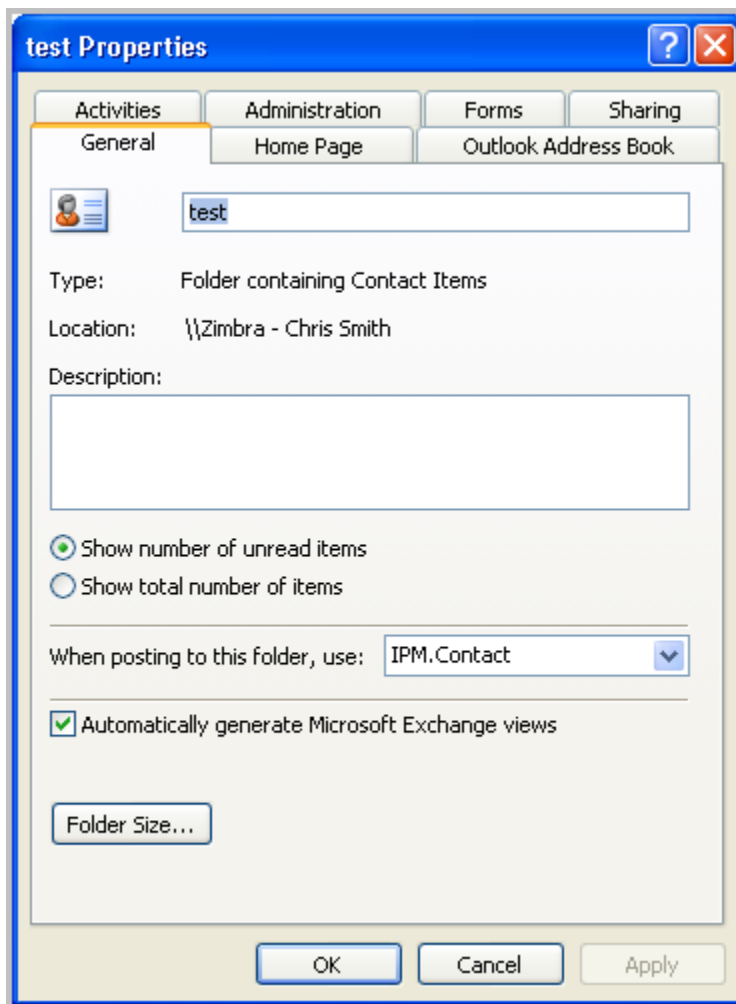 test Properties
Activities Administration Forms Sharing
General Home Page Outlook Address Book
test
Type: Folder containing Contact Items
Location: \\Zimbra - Chris Smith
Description:
Show number of unread items
Show total number of items
When posting to this folder, use: IPM.Contact
Automatically generate Microsoft Exchange views
Folder Size...
OK Cancel Apply